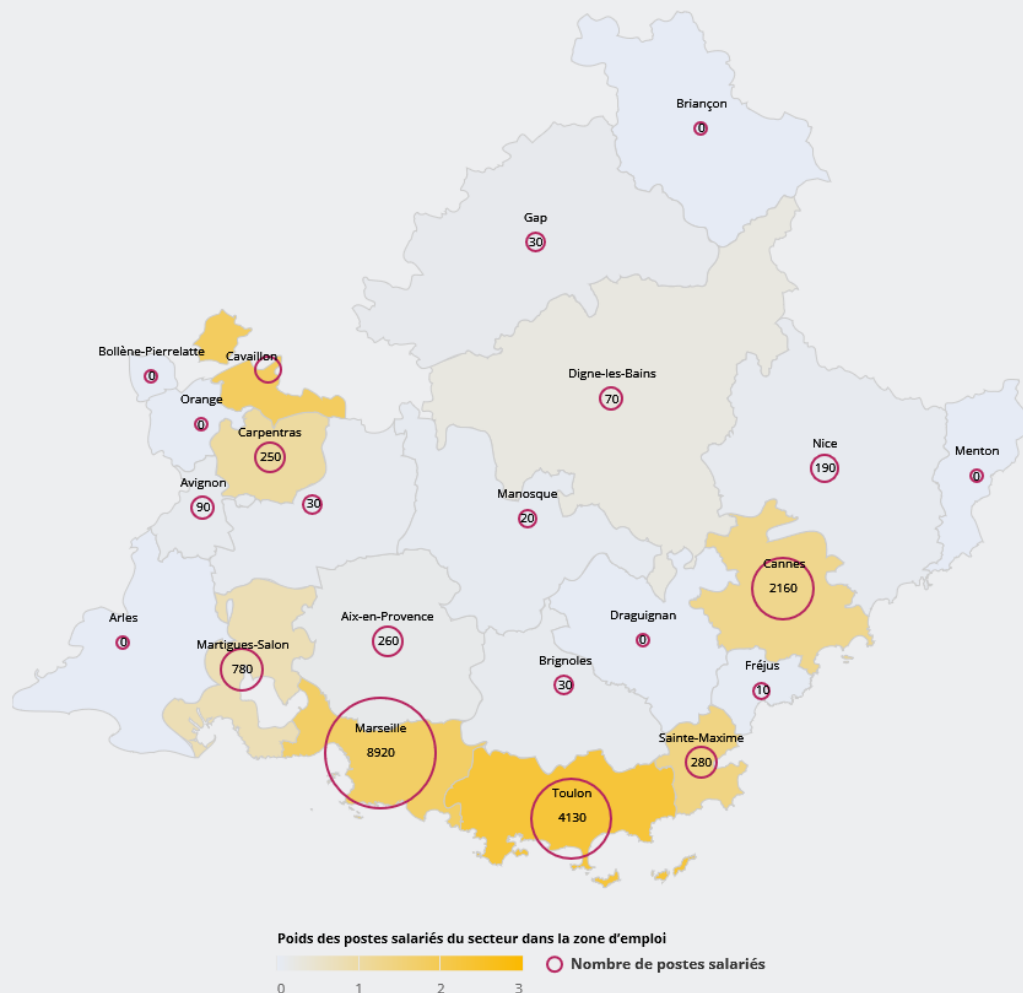 Briançon
0
Gap
30
Bollène-Pierrelatte
0
Cavaillon
Digne-les-Bains
70
Orange
0
Carpentras
250
Nice
190
Menton
0
Avignon
90
30
Manosque
20
Cannes
2160
Arles
0
Aix-en-Provence
260
Draguignan
0
Martigues-Salon
780
Brignoles
30
Fréjus
10
Marseille
8920
Sainte-Maxime
280
Toulon
4130
Poids des postes salariés du secteur dans la zone d’emploi
Nombre de postes salariés
0 1 2 3